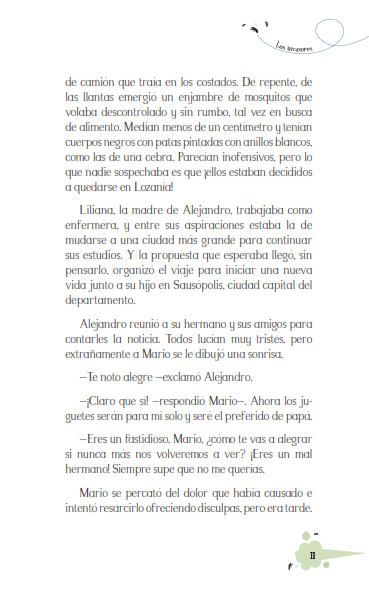 Los invasores
de camión que traía en los costados. De repente, de
las llantas emergió un enjambre de mosquitos que
volaba descontrolado y sin rumbo, tal vez en busca
de alimento. Medían menos de un centímetro y tenían
cuerpos negros con patas pintadas con anillos blancos,
como las de una cebra. Parecían inofensivos, pero lo
que nadie sospechaba es que ¡ellos estaban decididos
a quedarse en Lozanía!
Liliana, la madre de Alejandro, trabajaba como
enfermera, y entre sus aspiraciones estaba la de
mudarse a una ciudad más grande para continuar
sus estudios. Y la propuesta que esperaba llegó, sin
pensarlo, organizó el viaje para iniciar una nueva
vida junto a su hijo en Sausópolis, ciudad capital del
departamento.
Alejandro reunió a su hermano y sus amigos para
contarles la noticia. Todos lucían muy tristes, pero
extrañamente a Mario se le dibujó una sonrisa.
—Te noto alegre —exclamó Alejandro.
—¡Claro que sí! —respondió Mario—. Ahora los ju-
guetes serán para mí solo y seré el preferido de papá.
—Eres un fastidioso, Mario, ¿cómo te vas a alegrar
si nunca más nos volveremos a ver? ¡Eres un mal
hermano! Siempre supe que no me querías.
Mario se percató del dolor que había causado e
intentó resarcirlo ofreciendo disculpas, pero era tarde.
11